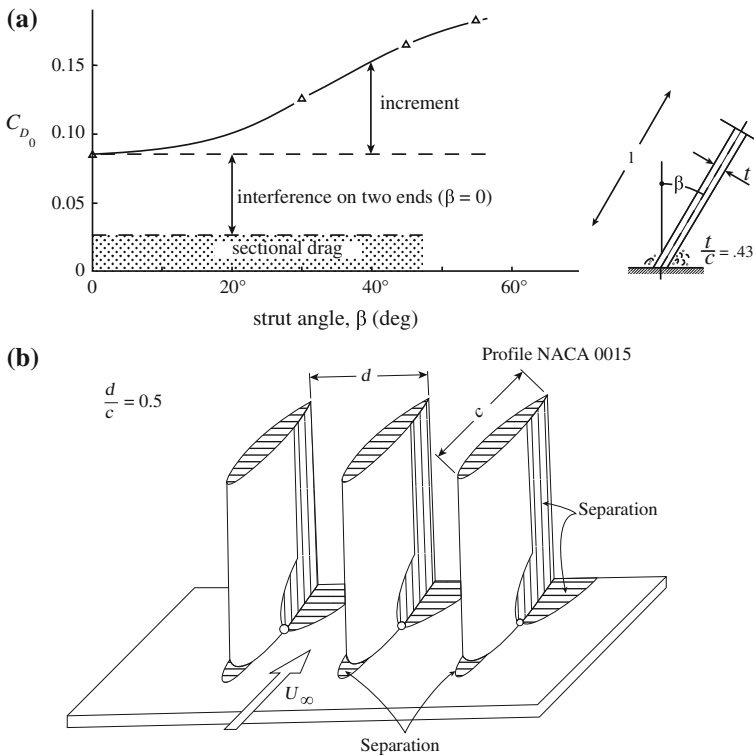 (a)
0.15
0.10
0.05
0
C_{D_0}
increment
interference on two ends (β = 0)
sectional drag
0
20°
40°
60°
strut angle, β (deg)
l
t
β
t/c = .43
(b)
d/c = 0.5
Profile NACA 0015
d
c
Separation
U_∞
Separation